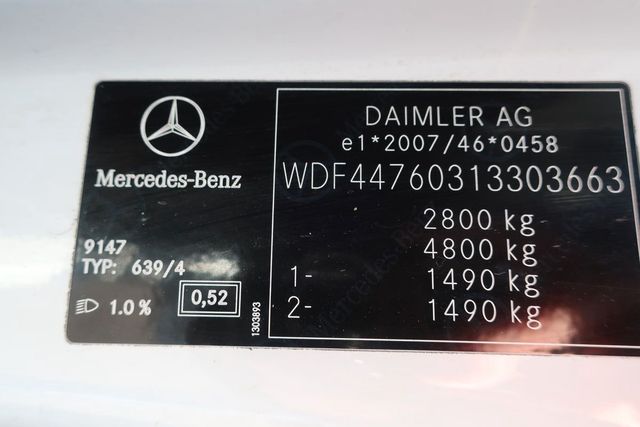 Mercedes-Benz
9147
TYP: 639/4
1.0 %
0,52
1303893
DAIMLER AG
e1*2007/46*0458
WDF44760313303663
2800 kg
4800 kg
1- 1490 kg
2- 1490 kg